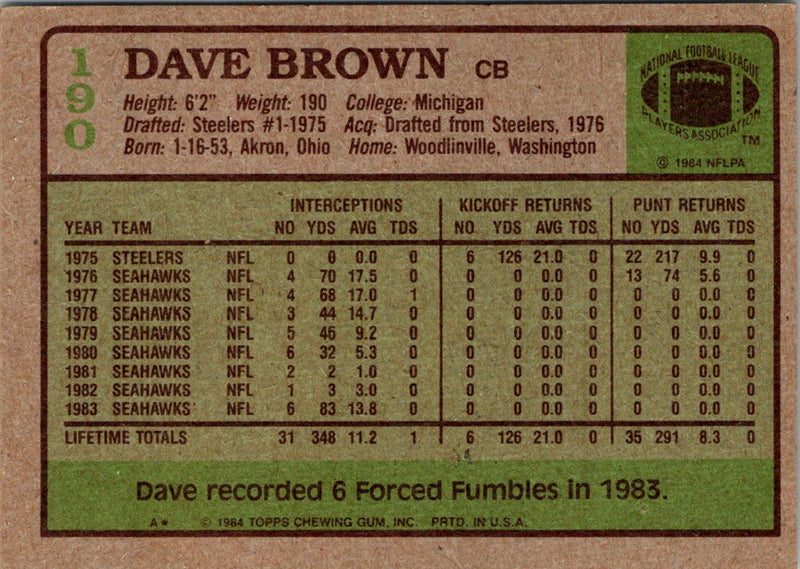 190
DAVE BROWN CB
Height: 6'2" Weight: 190 College: Michigan
Drafted: Steelers #1-1975 Acq: Drafted from Steelers, 1976
Born: 1-16-53, Akron, Ohio Home: Woodlinville, Washington
NATIONAL FOOTBALL LEAGUE
PLAYERS ASSOCIATION
TM
© 1984 NFLPA
INTERCEPTIONS KICKOFF RETURNS PUNT RETURNS
YEAR TEAM NO YDS AVG TDS NO YDS AVG TDS NO YDS AVG TDS
1975 STEELERS NFL 0 0 0.0 0 6 126 21.0 0 22 217 9.9 0
1976 SEAHAWKS NFL 4 70 17.5 0 0 0 0.0 0 13 74 5.6 0
1977 SEAHAWKS NFL 4 68 17.0 1 0 0 0.0 0 0 0 0.0 0
1978 SEAHAWKS NFL 3 44 14.7 0 0 0 0.0 0 0 0 0.0 0
1979 SEAHAWKS NFL 5 46 9.2 0 0 0 0.0 0 0 0 0.0 0
1980 SEAHAWKS NFL 6 32 5.3 0 0 0 0.0 0 0 0 0.0 0
1981 SEAHAWKS NFL 2 2 1.0 0 0 0 0.0 0 0 0 0.0 0
1982 SEAHAWKS NFL 1 3 3.0 0 0 0 0.0 0 0 0 0.0 0
1983 SEAHAWKS NFL 6 83 13.8 0 0 0 0.0 0 0 0 0.0 0
LIFETIME TOTALS 31 348 11.2 1 6 126 21.0 0 35 291 8.3 0
Dave recorded 6 Forced Fumbles in 1983.
A★ © 1984 TOPPS CHEWING GUM, INC. PRTD. IN U.S.A.